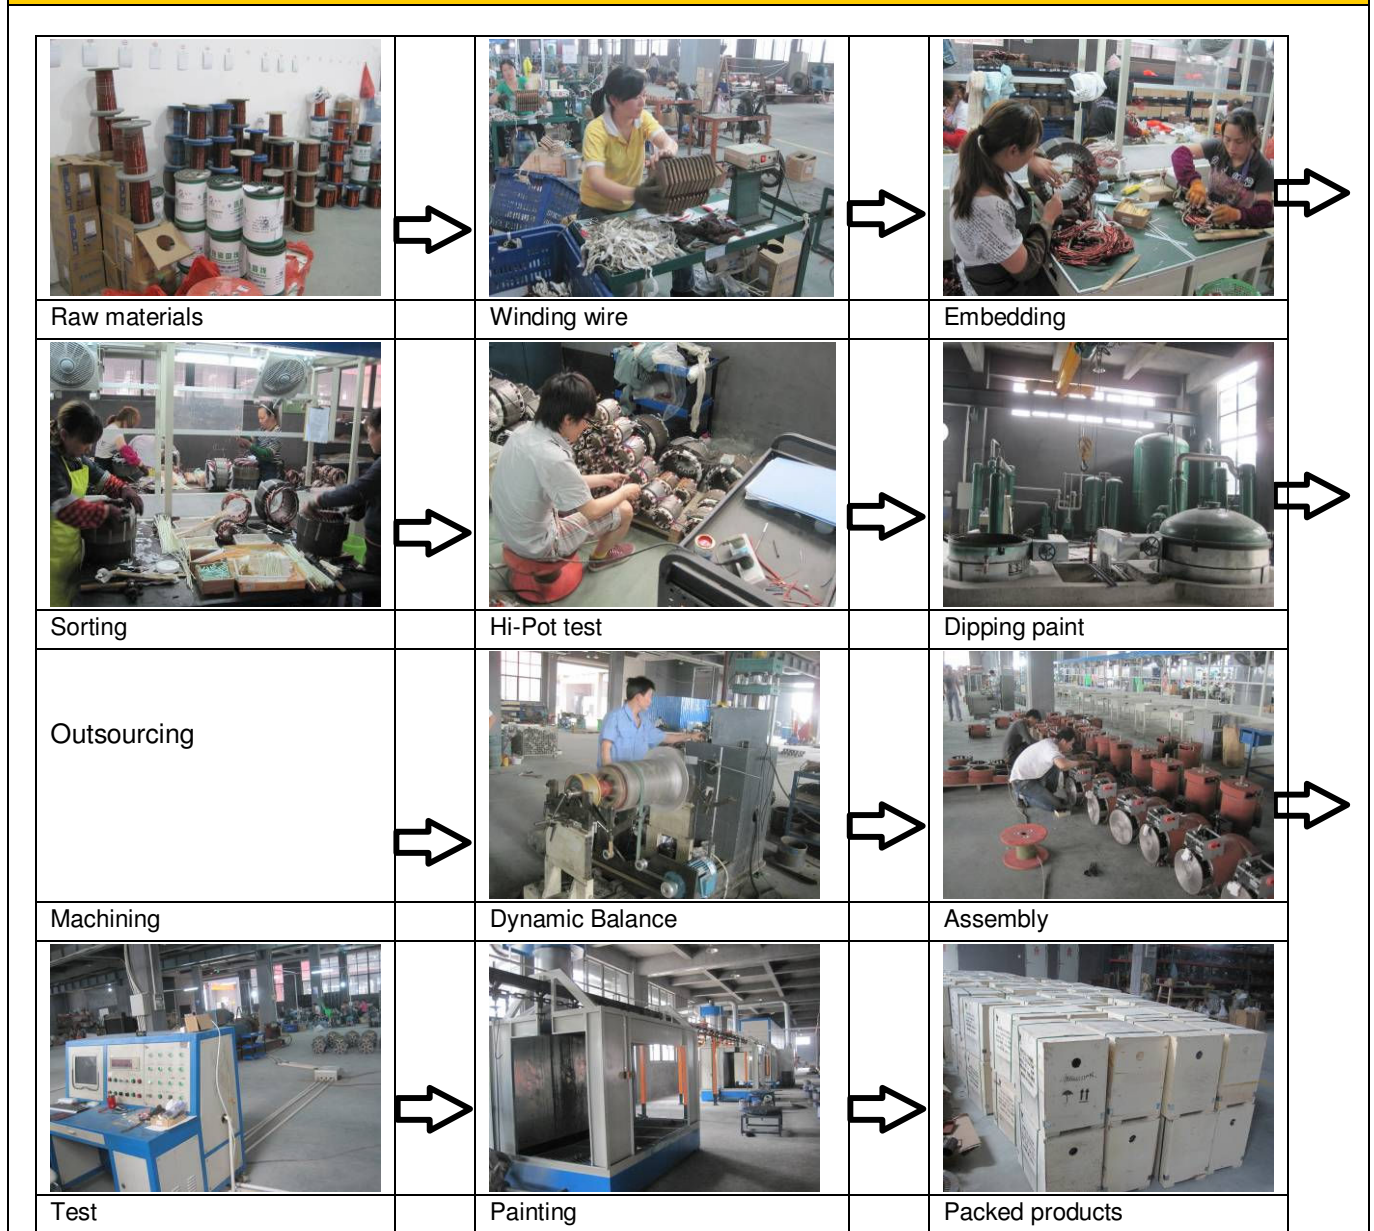 Raw materials
Winding wire
Embedding
Sorting
Hi-Pot test
Dipping paint
Outsourcing
Machining
Dynamic Balance
Assembly
Test
Painting
Packed products